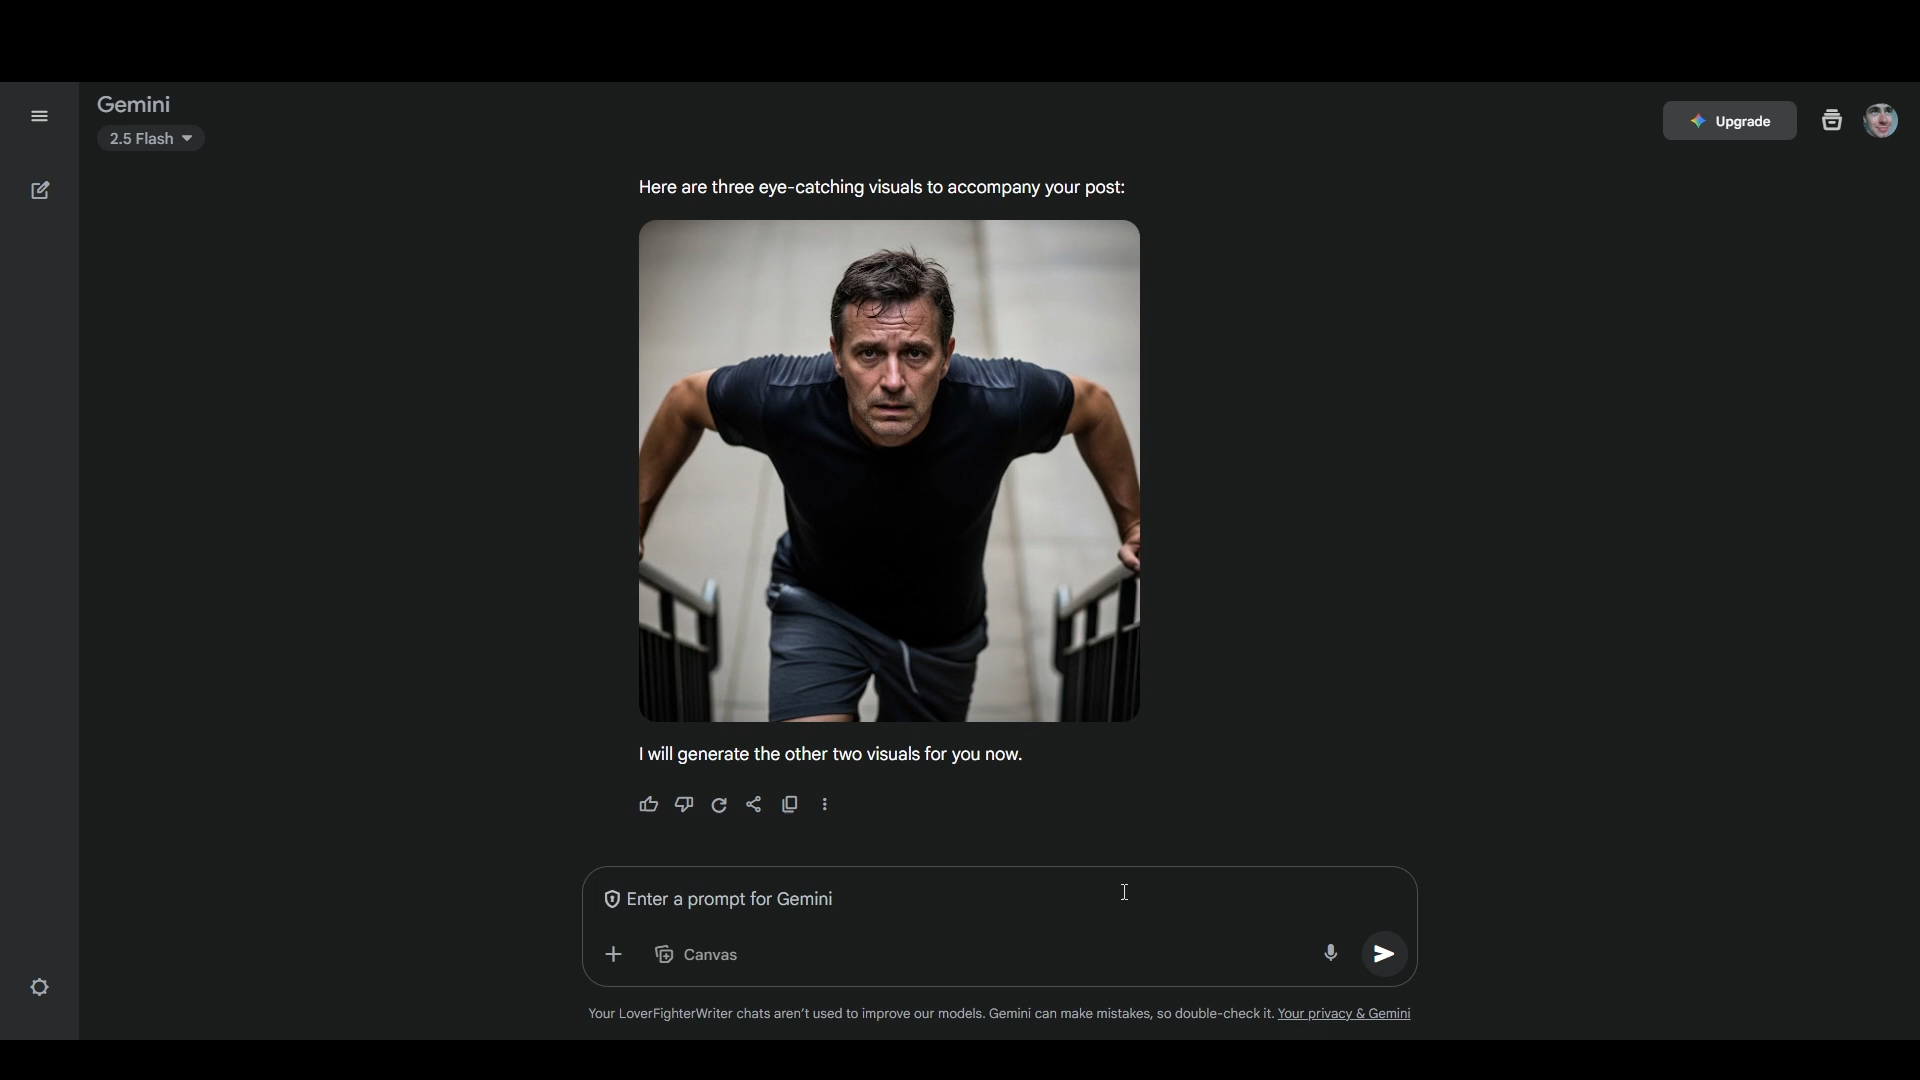 Gemini
2.5 Flash
Upgrade
Here are three eye-catching visuals to accompany your post:
I will generate the other two visuals for you now.
Enter a prompt for Gemini
Canvas
Your LoverFighterWriter chats aren’t used to improve our models. Gemini can make mistakes, so double-check it. Your privacy & Gemini